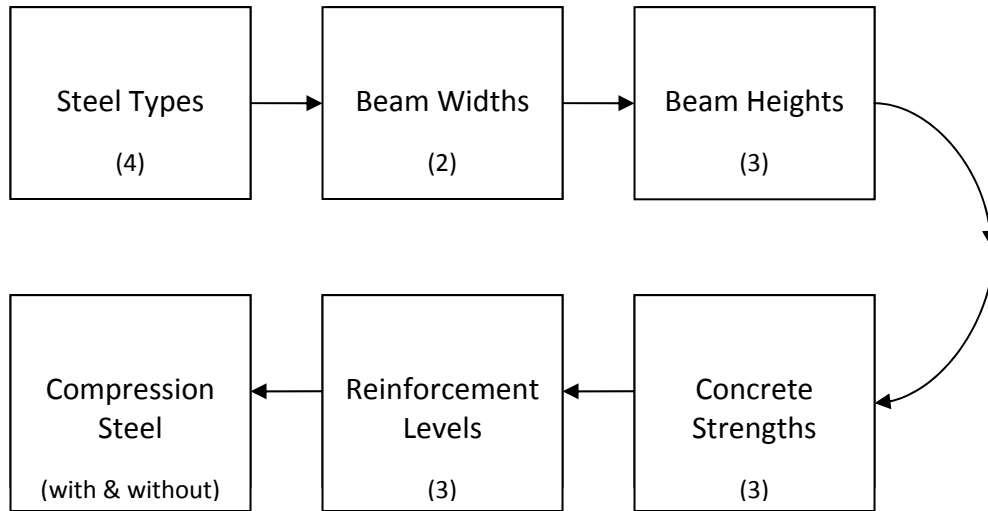 Steel Types
(4)
Beam Widths
(2)
Beam Heights
(3)
Concrete
Strengths
(3)
Reinforcement
Levels
(3)
Compression
Steel
(with & without)